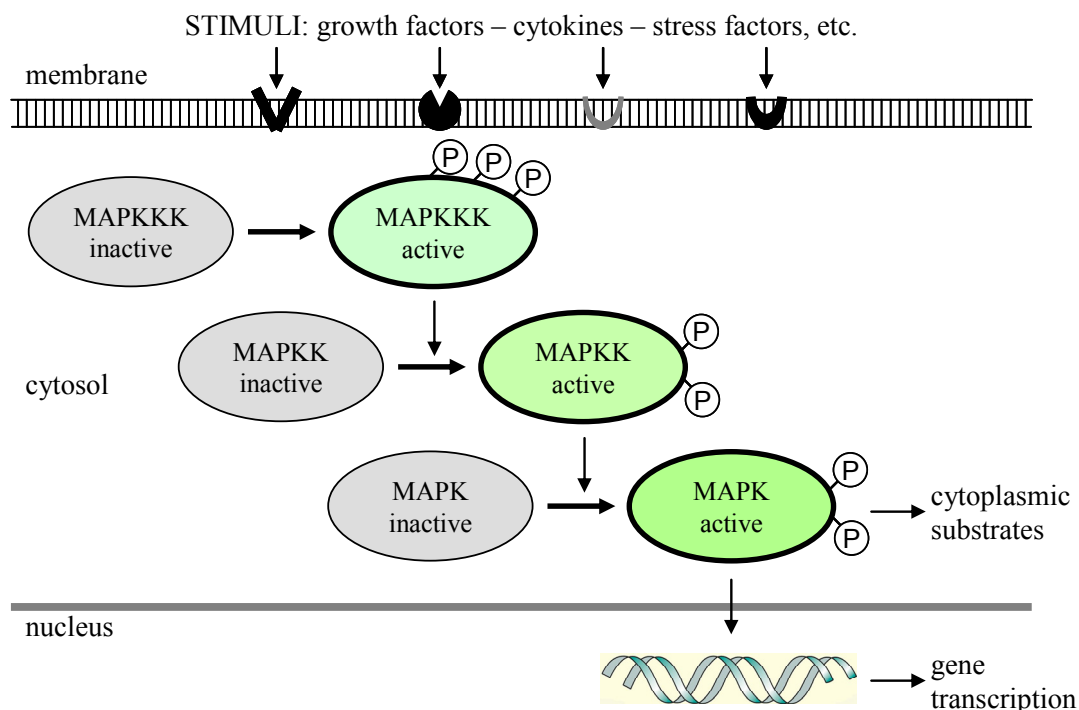 STIMULI: growth factors – cytokines – stress factors, etc.
membrane
P
P
P
MAPKKK
inactive
MAPKKK
active
P
P
MAPKK
inactive
MAPKK
active
cytosol
P
P
MAPK
inactive
MAPK
active
cytoplasmic
substrates
nucleus
gene
transcription